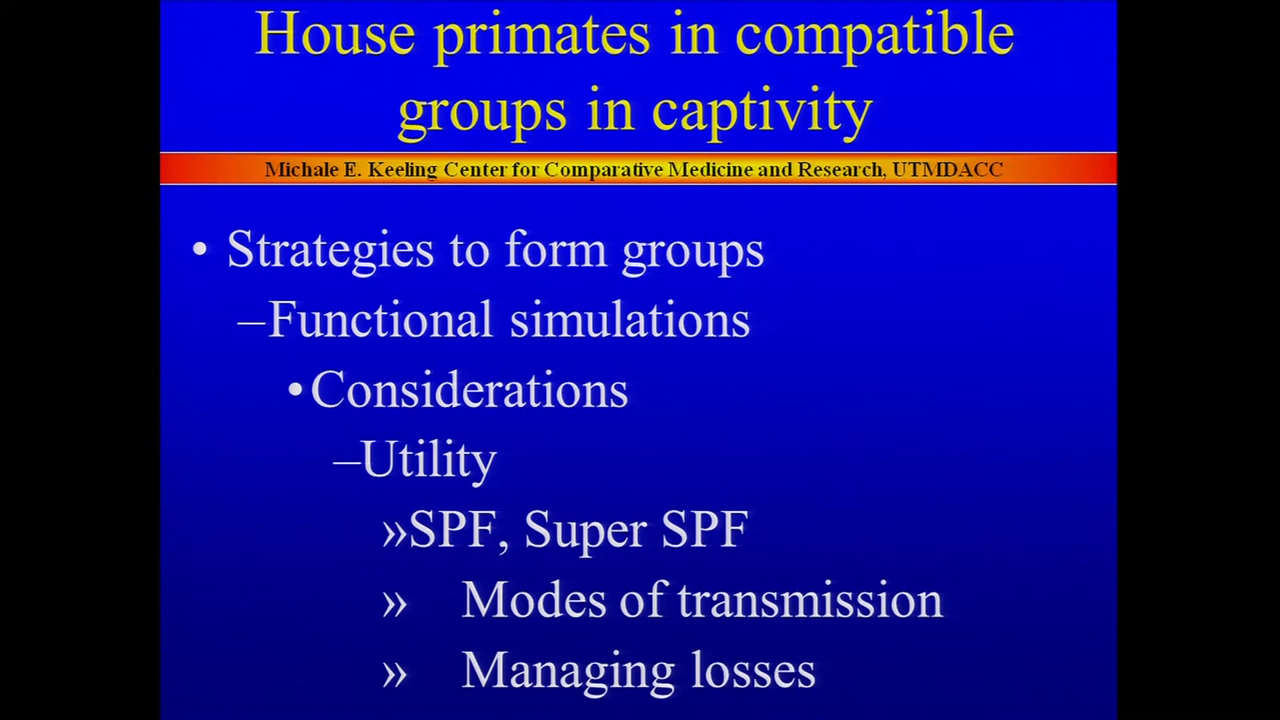 House primates in compatible
groups in captivity
Michale E. Keeling Center for Comparative Medicine and Research, UTMDACC
• Strategies to form groups
–Functional simulations
•Considerations
–Utility
»SPF, Super SPF
» Modes of transmission
» Managing losses